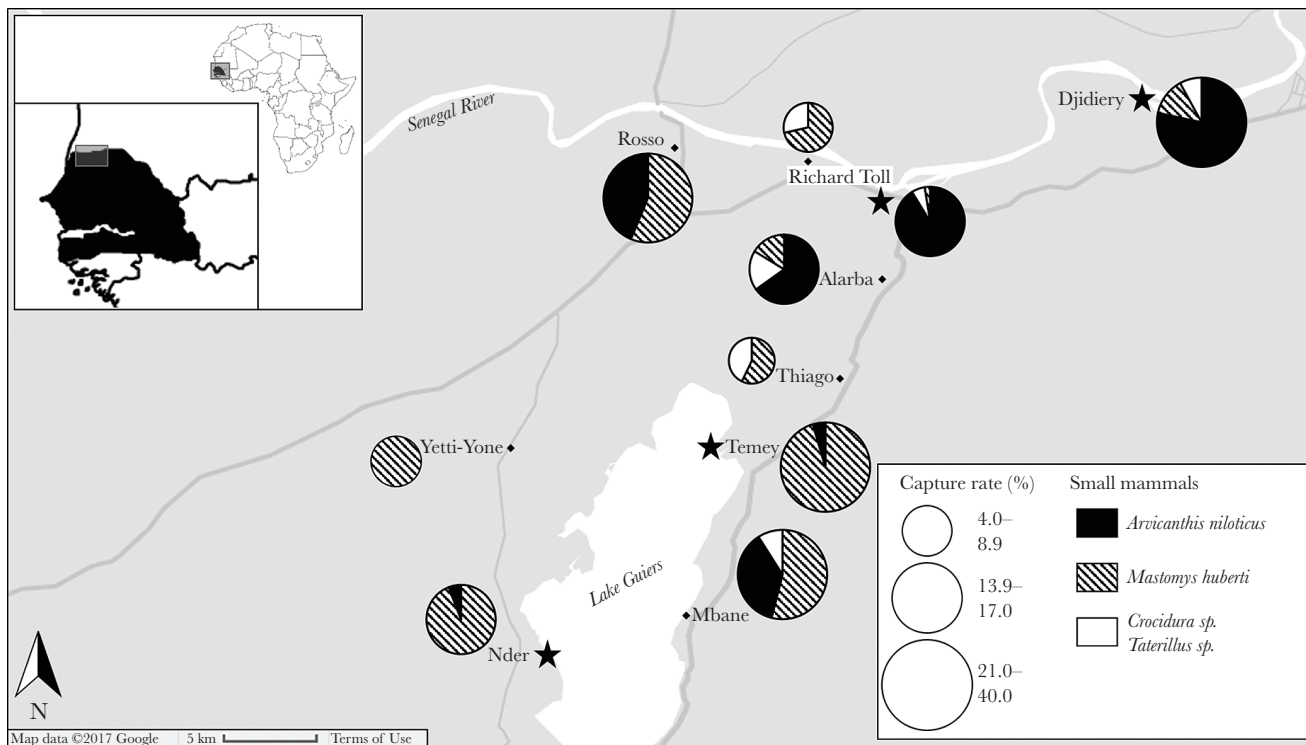 Senegal River
Djidiery
Rosso
Richard Toll
Alarba
Thiago
Yetti-Yone
Temey
Lake Guiers
Mbane
Nder
N
Capture rate (%)
4.0–
8.9
13.9–
17.0
21.0–
40.0
Small mammals
Arvicanthis niloticus
Mastomys huberti
Crocidura sp.
Taterillus sp.
Map data ©2017 Google
5 km
Terms of Use